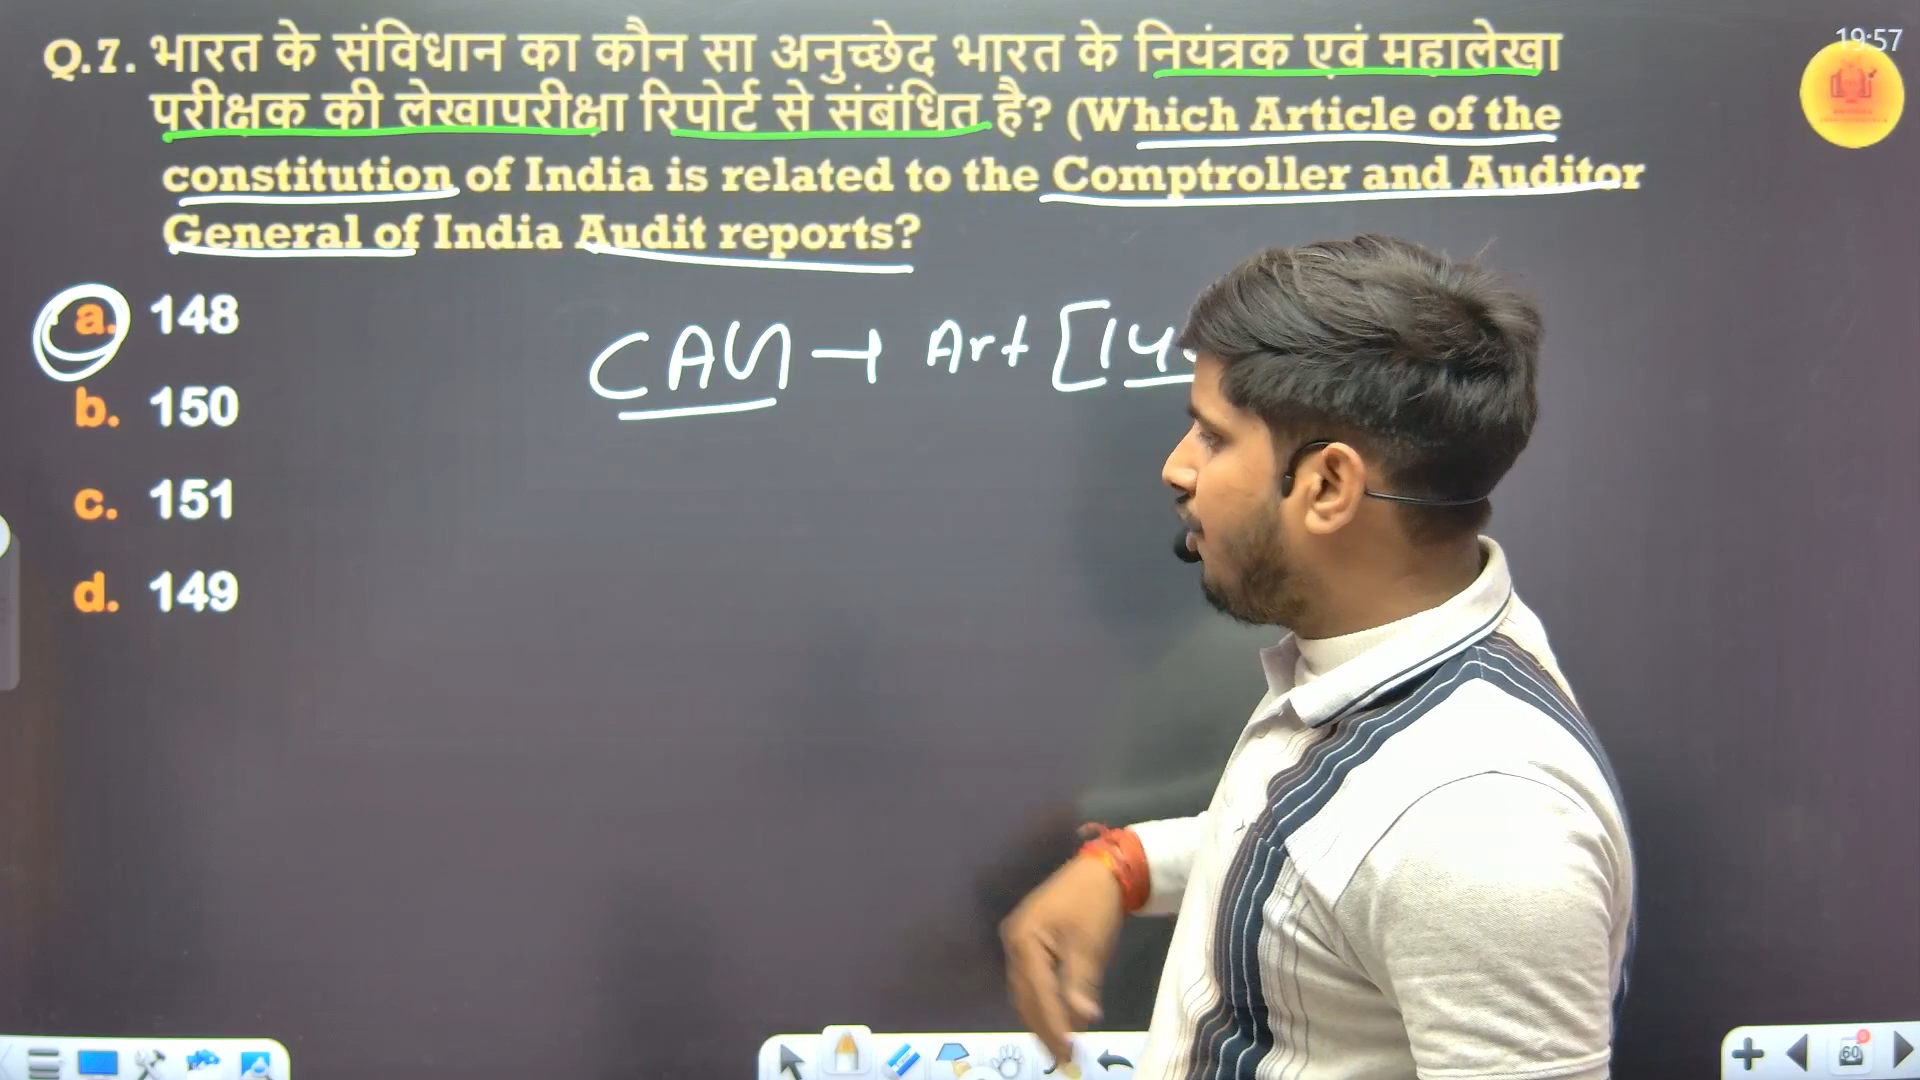 19:57
Q.7. भारत के संविधान का कौन सा अनुच्छेद भारत के नियंत्रक एवं महालेखा
परीक्षक की लेखापरीक्षा रिपोर्ट से संबंधित है? (Which Article of the
constitution of India is related to the Comptroller and Auditor
General of India Audit reports?
a. 148
CAG → Art [14
b. 150
c. 151
d. 149
60